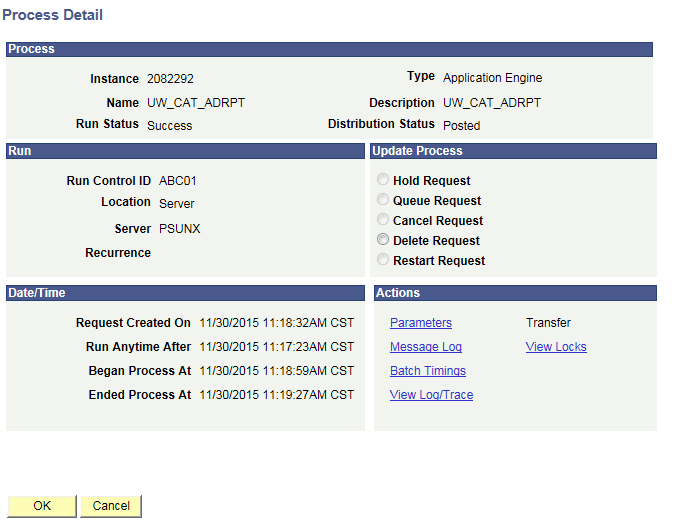 Process Detail
Process
Instance 2082292 Type Application Engine
Name UW_CAT_ADRPT Description UW_CAT_ADRPT
Run Status Success Distribution Status Posted
Run
Run Control ID ABC01
Location Server
Server PSUNX
Recurrence
Update Process
Hold Request
Queue Request
Cancel Request
Delete Request
Restart Request
Date/Time
Request Created On 11/30/2015 11:18:32AM CST
Run Anytime After 11/30/2015 11:17:23AM CST
Began Process At 11/30/2015 11:18:59AM CST
Ended Process At 11/30/2015 11:19:27AM CST
Actions
Parameters Transfer
Message Log View Locks
Batch Timings
View Log/Trace
OK Cancel